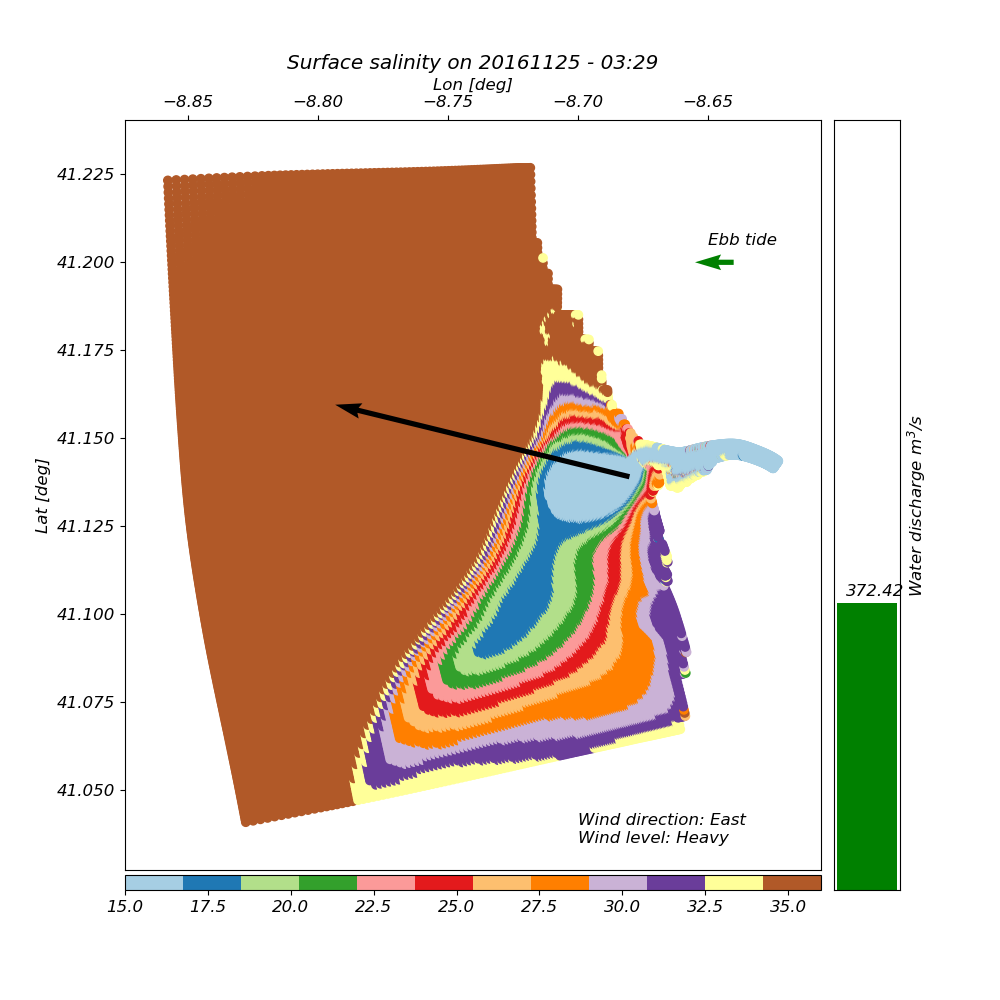 Surface salinity on 20161125 - 03:29
Lon [deg]
−8.85 −8.80 −8.75 −8.70 −8.65
41.225
41.200
41.175
41.150
41.125
41.100
41.075
41.050
Lat [deg]
Ebb tide
Wind direction: East
Wind level: Heavy
15.0 17.5 20.0 22.5 25.0 27.5 30.0 32.5 35.0
372.42
Water discharge m³/s